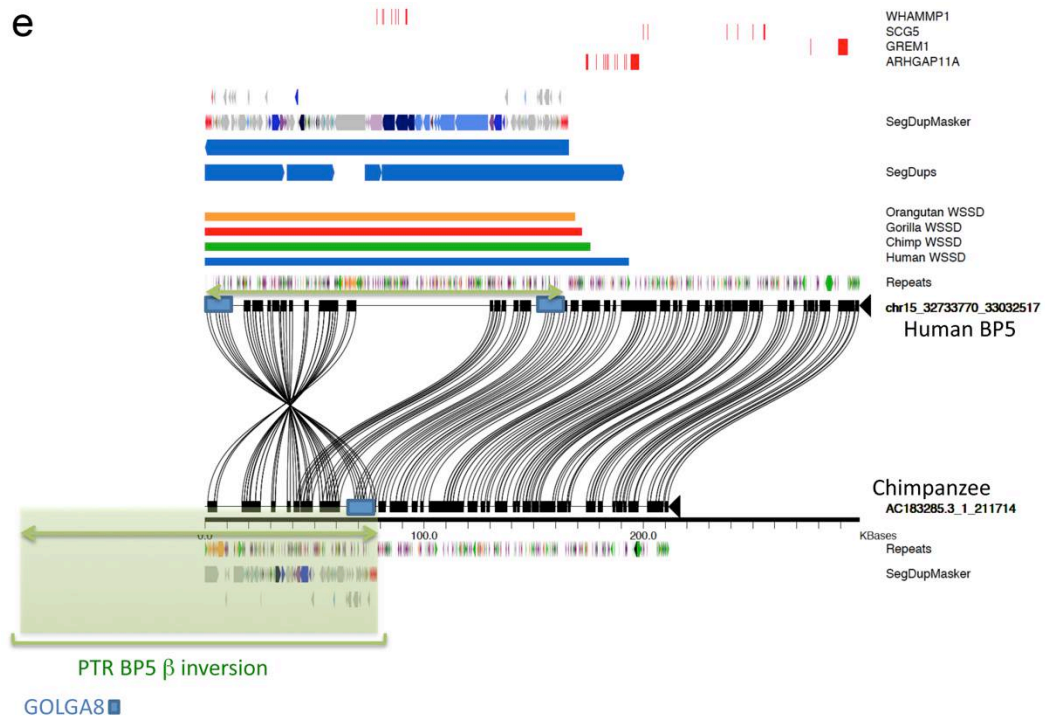 e
WHAMMP1
SCG5
GREM1
ARHGAP11A
SegDupMasker
SegDups
Orangutan WSSD
Gorilla WSSD
Chimp WSSD
Human WSSD
Repeats
chr15_32733770_33032517
Human BP5
Chimpanzee
AC183285.3_1_211714
0.0 100.0 200.0 KBases
Repeats
SegDupMasker
PTR BP5 β inversion
GOLGA8